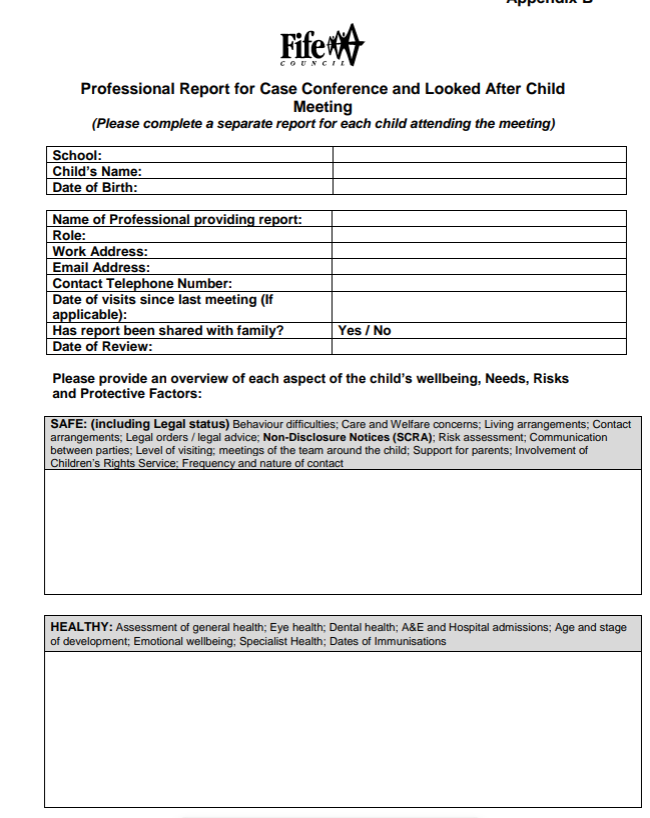 Appendix B
Fife
COUNCIL
Professional Report for Case Conference and Looked After Child
Meeting
(Please complete a separate report for each child attending the meeting)
School:
Child's Name:
Date of Birth:
Name of Professional providing report:
Role:
Work Address:
Email Address:
Contact Telephone Number:
Date of visits since last meeting (If
applicable):
Has report been shared with family? Yes / No
Date of Review:
Please provide an overview of each aspect of the child's wellbeing, Needs, Risks
and Protective Factors:
SAFE: (including Legal status) Behaviour difficulties; Care and Welfare concerns; Living arrangements; Contact
arrangements; Legal orders / legal advice; Non-Disclosure Notices (SCRA); Risk assessment; Communication
between parties; Level of visiting; meetings of the team around the child; Support for parents; Involvement of
Children's Rights Service; Frequency and nature of contact
HEALTHY: Assessment of general health; Eye health; Dental health; A&E and Hospital admissions; Age and stage
of development; Emotional wellbeing; Specialist Health; Dates of Immunisations